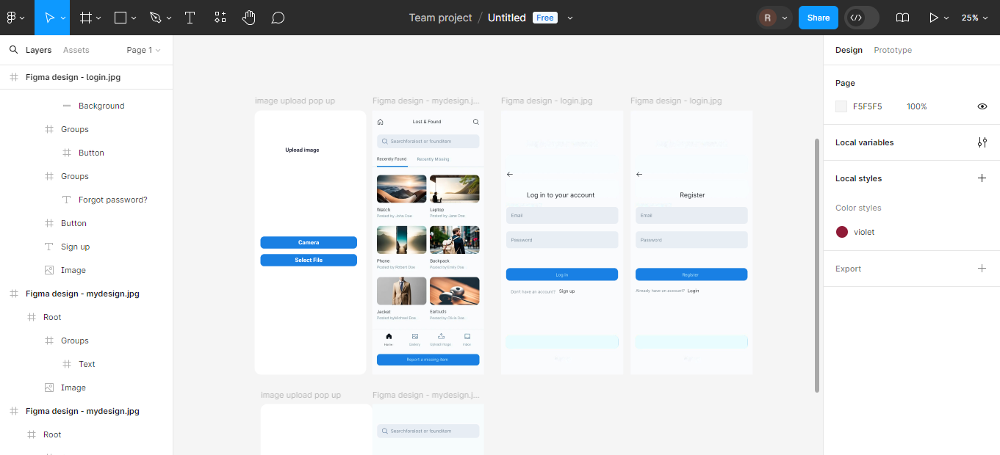 Team project / Untitled Free
R
Share
25%
Layers Assets Page 1
Figma design - login.jpg
Background
Groups
Button
Groups
Forgot password?
Button
Sign up
Image
Figma design - mydesign.jpg
Root
Groups
Text
Image
Figma design - mydesign.jpg
Root
image upload pop up
Upload image
Camera
Select File
Figma design - mydesign.j...
Lost & Found
Searchforalost or founditem
Recently Found Recently Missing
Watch Laptop
Posted by John Doe Posted by Jane Doe
Phone Backpack
Posted by Robert Doe Posted by Emily Doe
Jacket Earbuds
Posted byMichael Doe Posted by Olivia Doe
Home Gallery Upload Image Inbox
Report a missing item
Figma design - login.jpg
Log in to your account
Email
Password
Log in
Don't have an account? Sign up
Figma design - login.jpg
Register
Email
Password
Register
Already have an account? Login
image upload pop up
Figma design - mydesign.j...
Searchforalost or founditem
Design Prototype
Page
F5F5F5 100%
Local variables
Local styles
Color styles
violet
Export